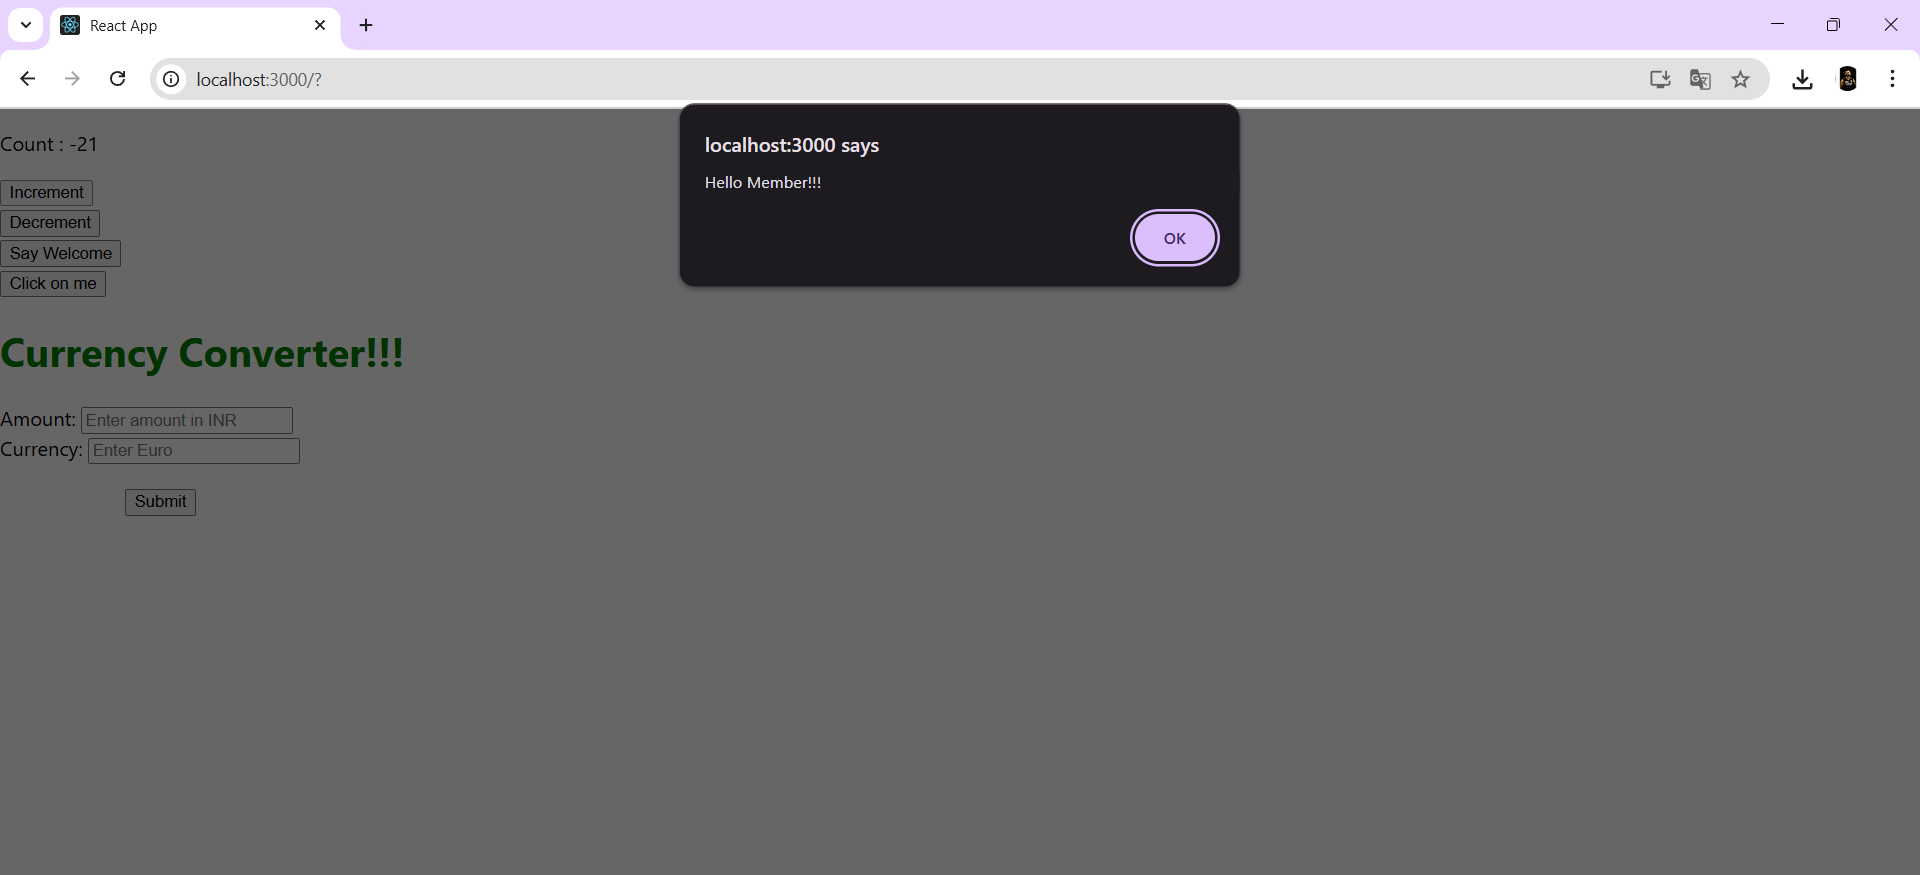 React App
localhost:3000/?
localhost:3000 says
Hello Member!!!
OK
Count : -21
Increment
Decrement
Say Welcome
Click on me
Currency Converter!!!
Amount: Enter amount in INR
Currency: Enter Euro
Submit